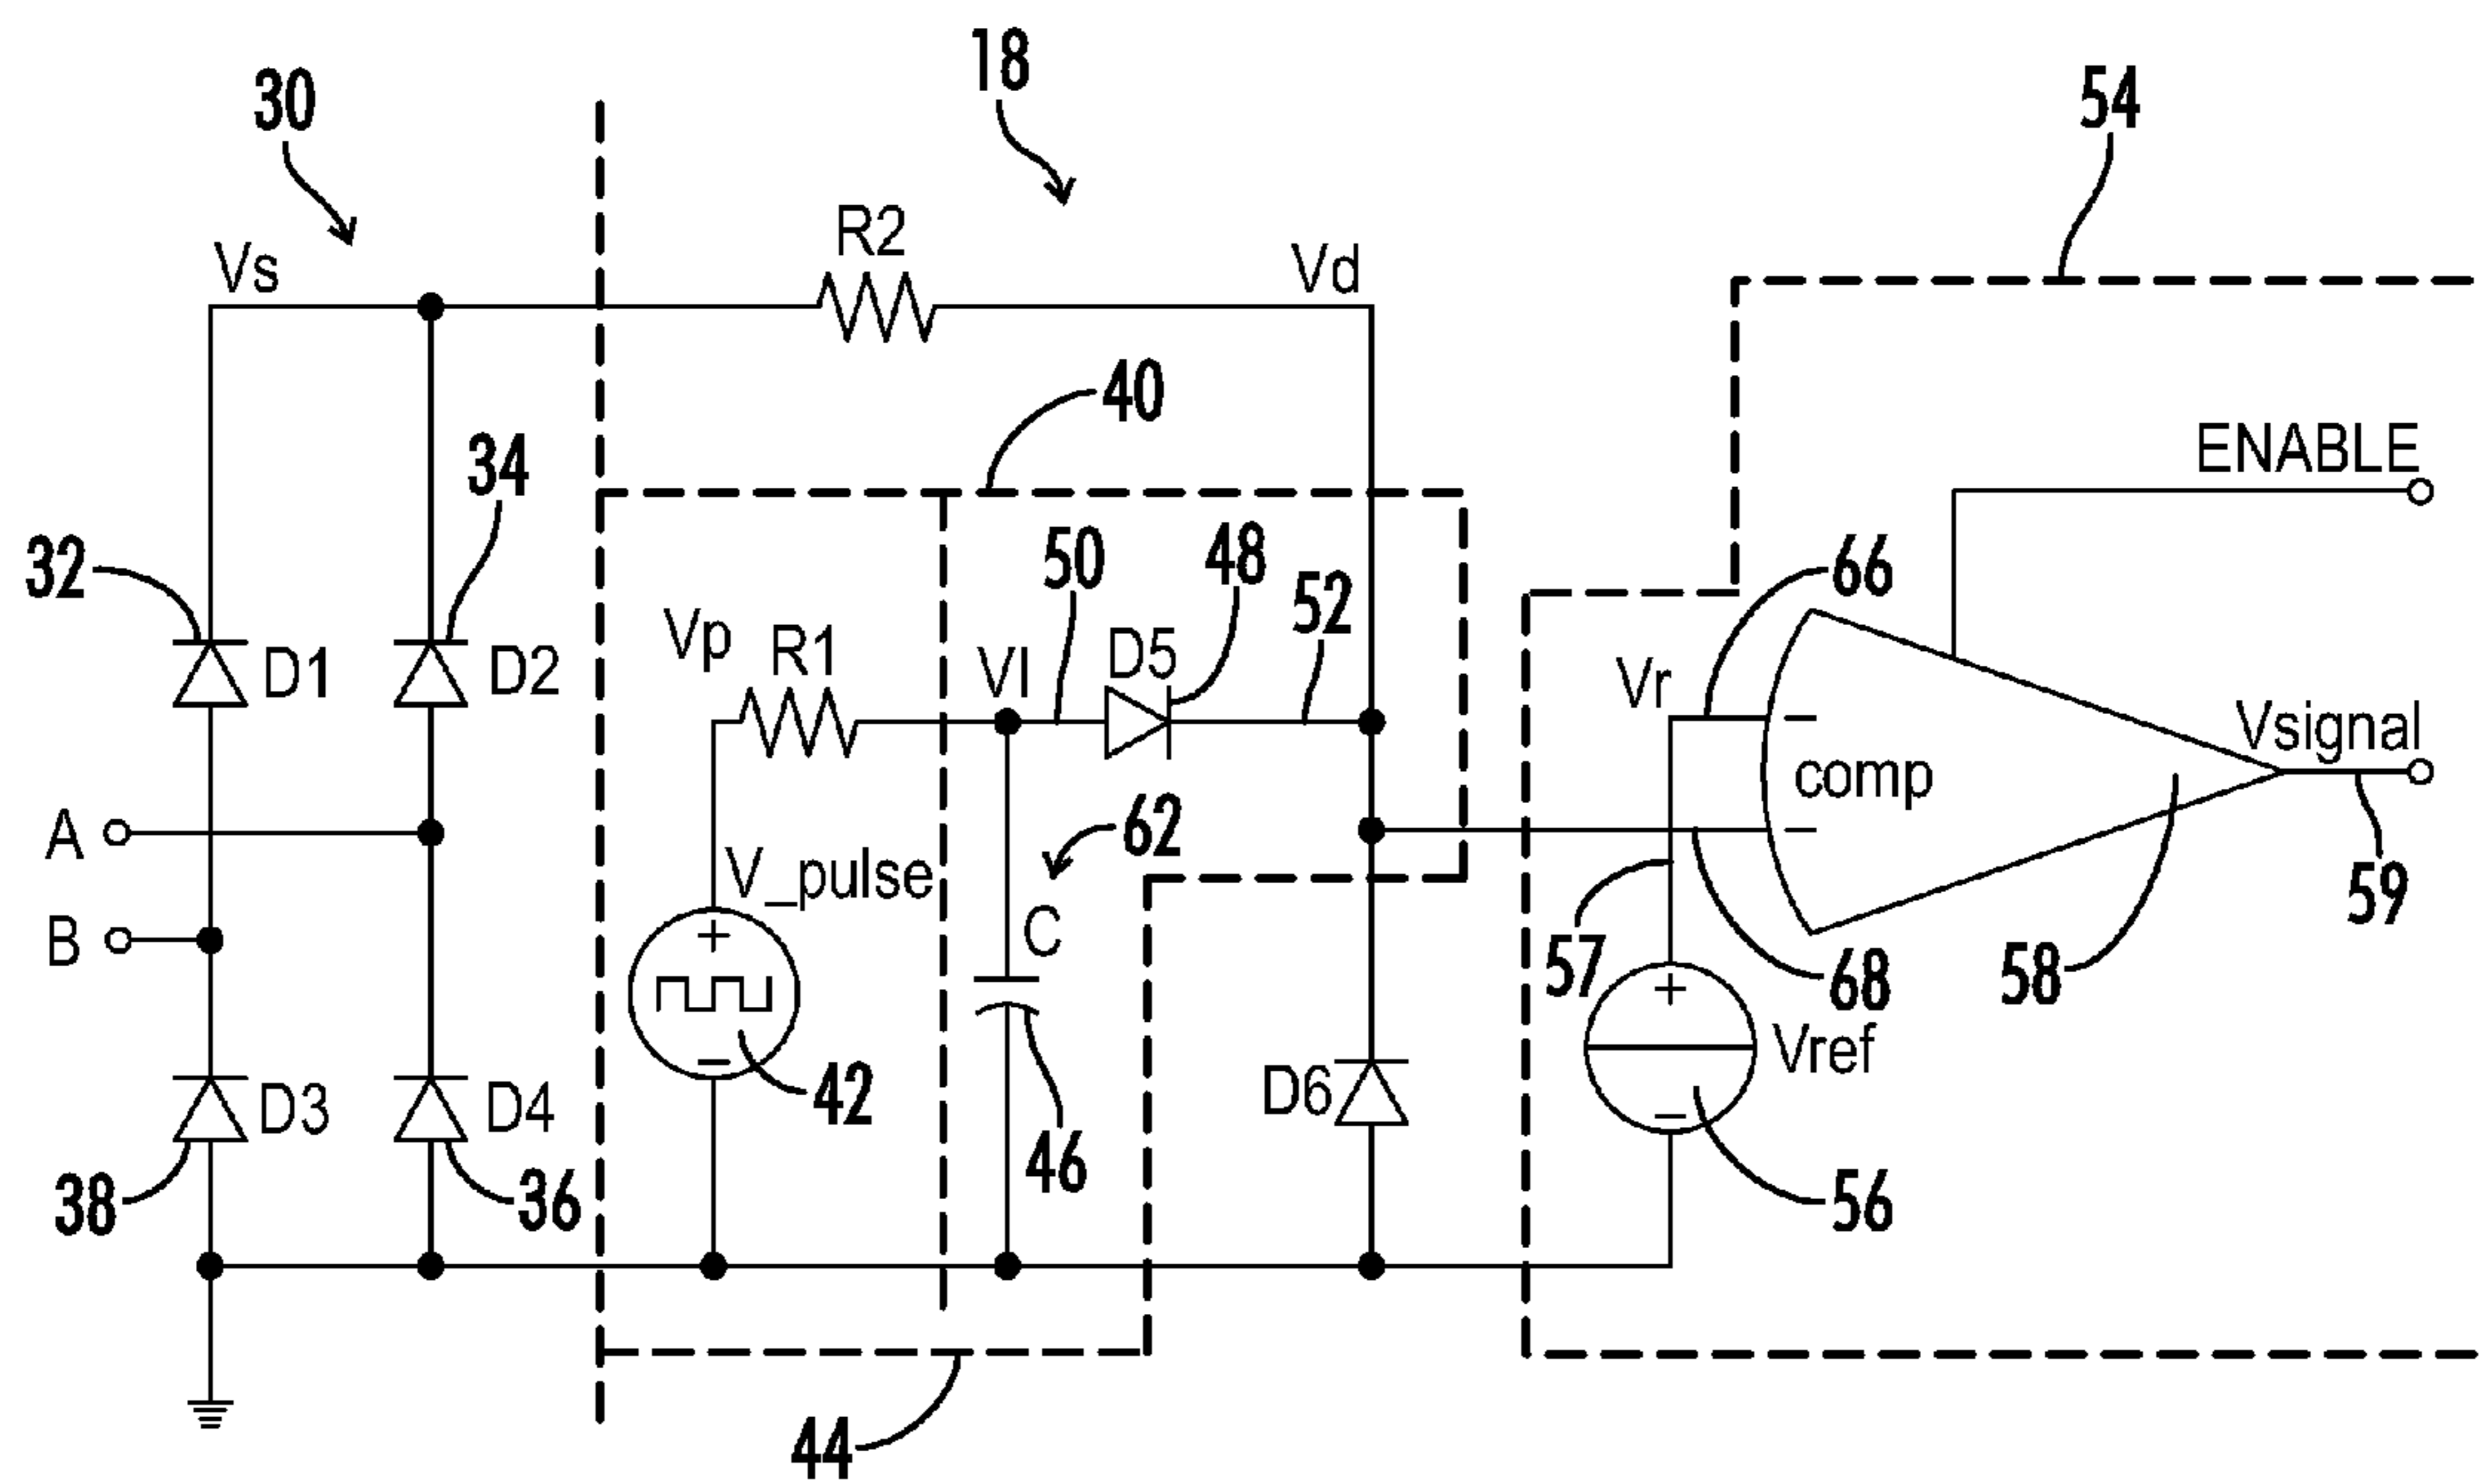 18
30
54
R2
Vs
Vd
40
ENABLE
34
32
50
48
52
66
Vp
R1
VI
D5
Vr
D1
D2
Vsignal
comp
A
62
V_pulse
B
C
59
57
68
58
Vref
42
D6
D3
D4
46
38
36
56
44